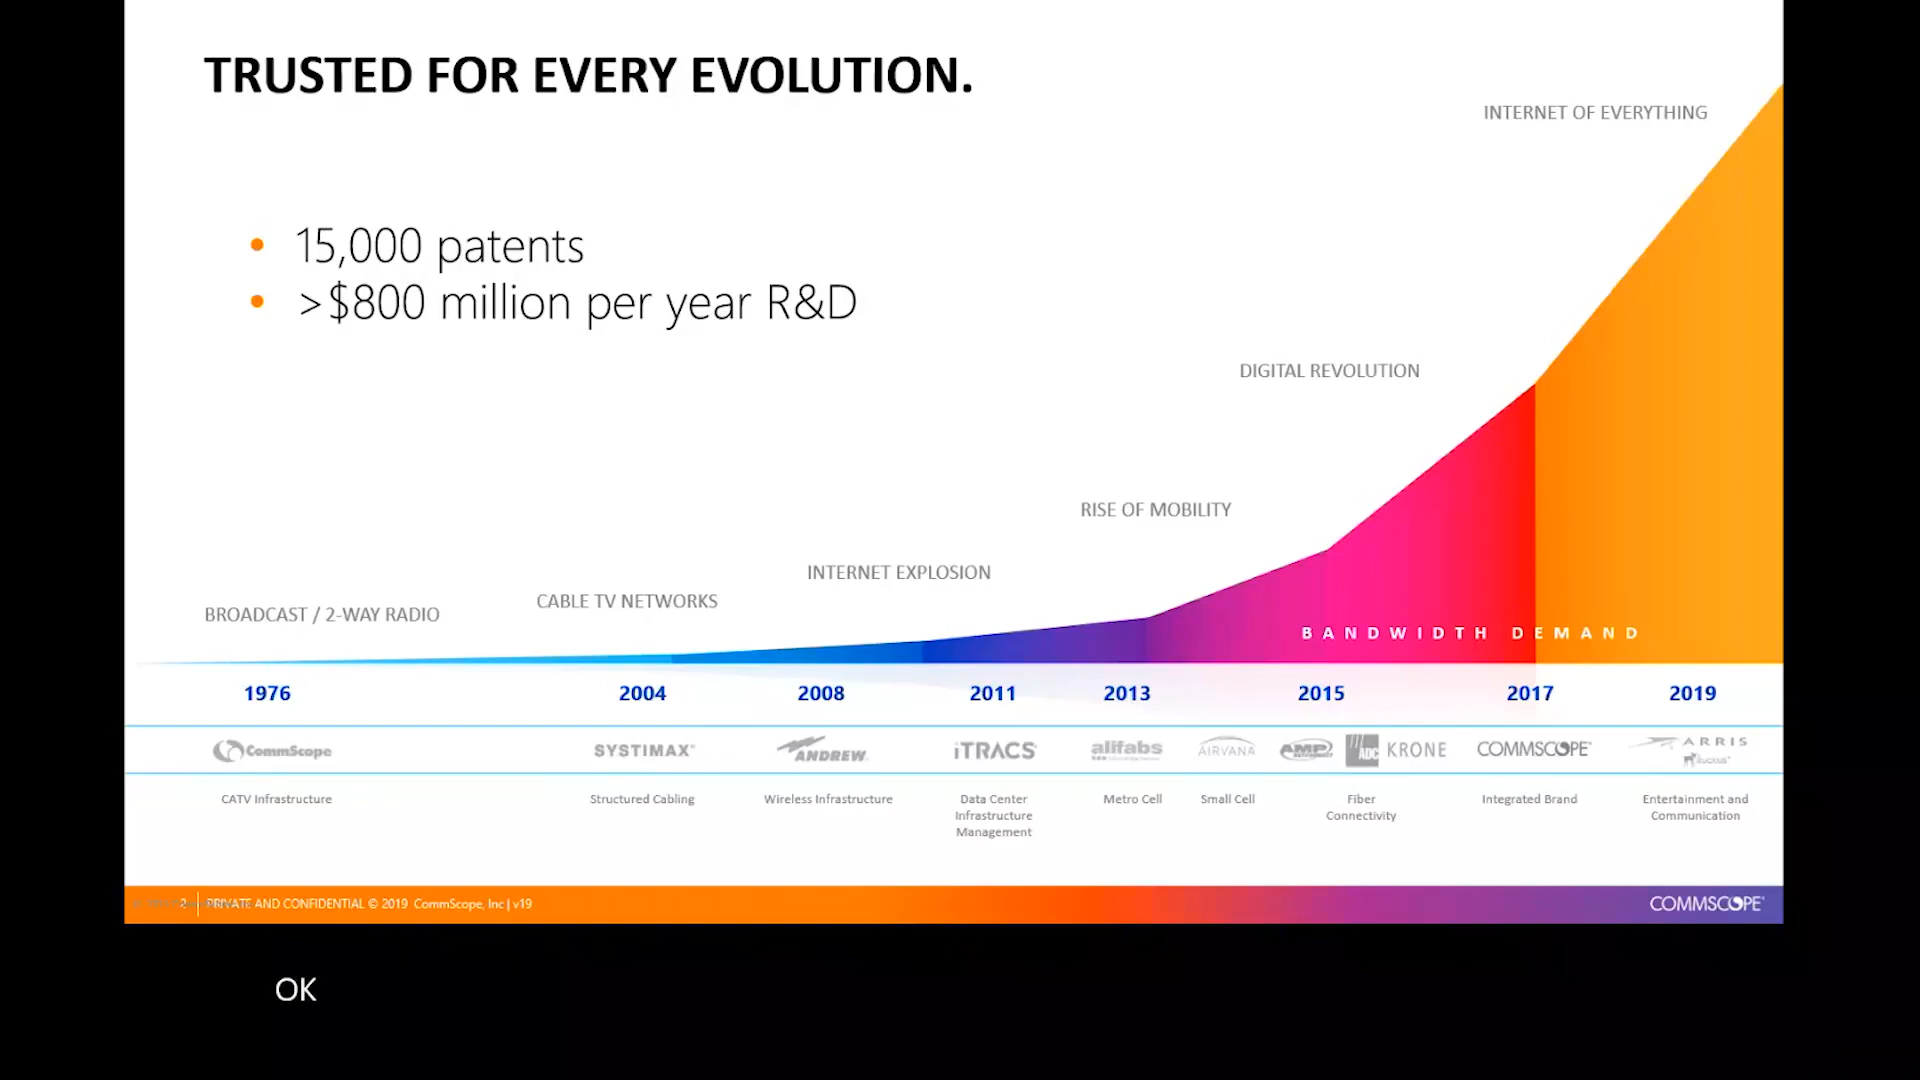 TRUSTED FOR EVERY EVOLUTION.
INTERNET OF EVERYTHING
• 15,000 patents
• >$800 million per year R&D
DIGITAL REVOLUTION
RISE OF MOBILITY
INTERNET EXPLOSION
CABLE TV NETWORKS
BROADCAST / 2-WAY RADIO
BANDWIDTH DEMAND
1976 2004 2008 2011 2013 2015 2017 2019
CommScope SYSTIMAX ANDREW iTRACS alifabs AIRVANA AMP ADC KRONE COMMSCOPE ARRIS
Ruckus
CATV Infrastructure Structured Cabling Wireless Infrastructure Data Center Metro Cell Small Cell Fiber Integrated Brand Entertainment and
Infrastructure Connectivity Communication
Management
2 PRIVATE AND CONFIDENTIAL © 2019 CommScope, Inc | v19 COMMSCOPE
OK